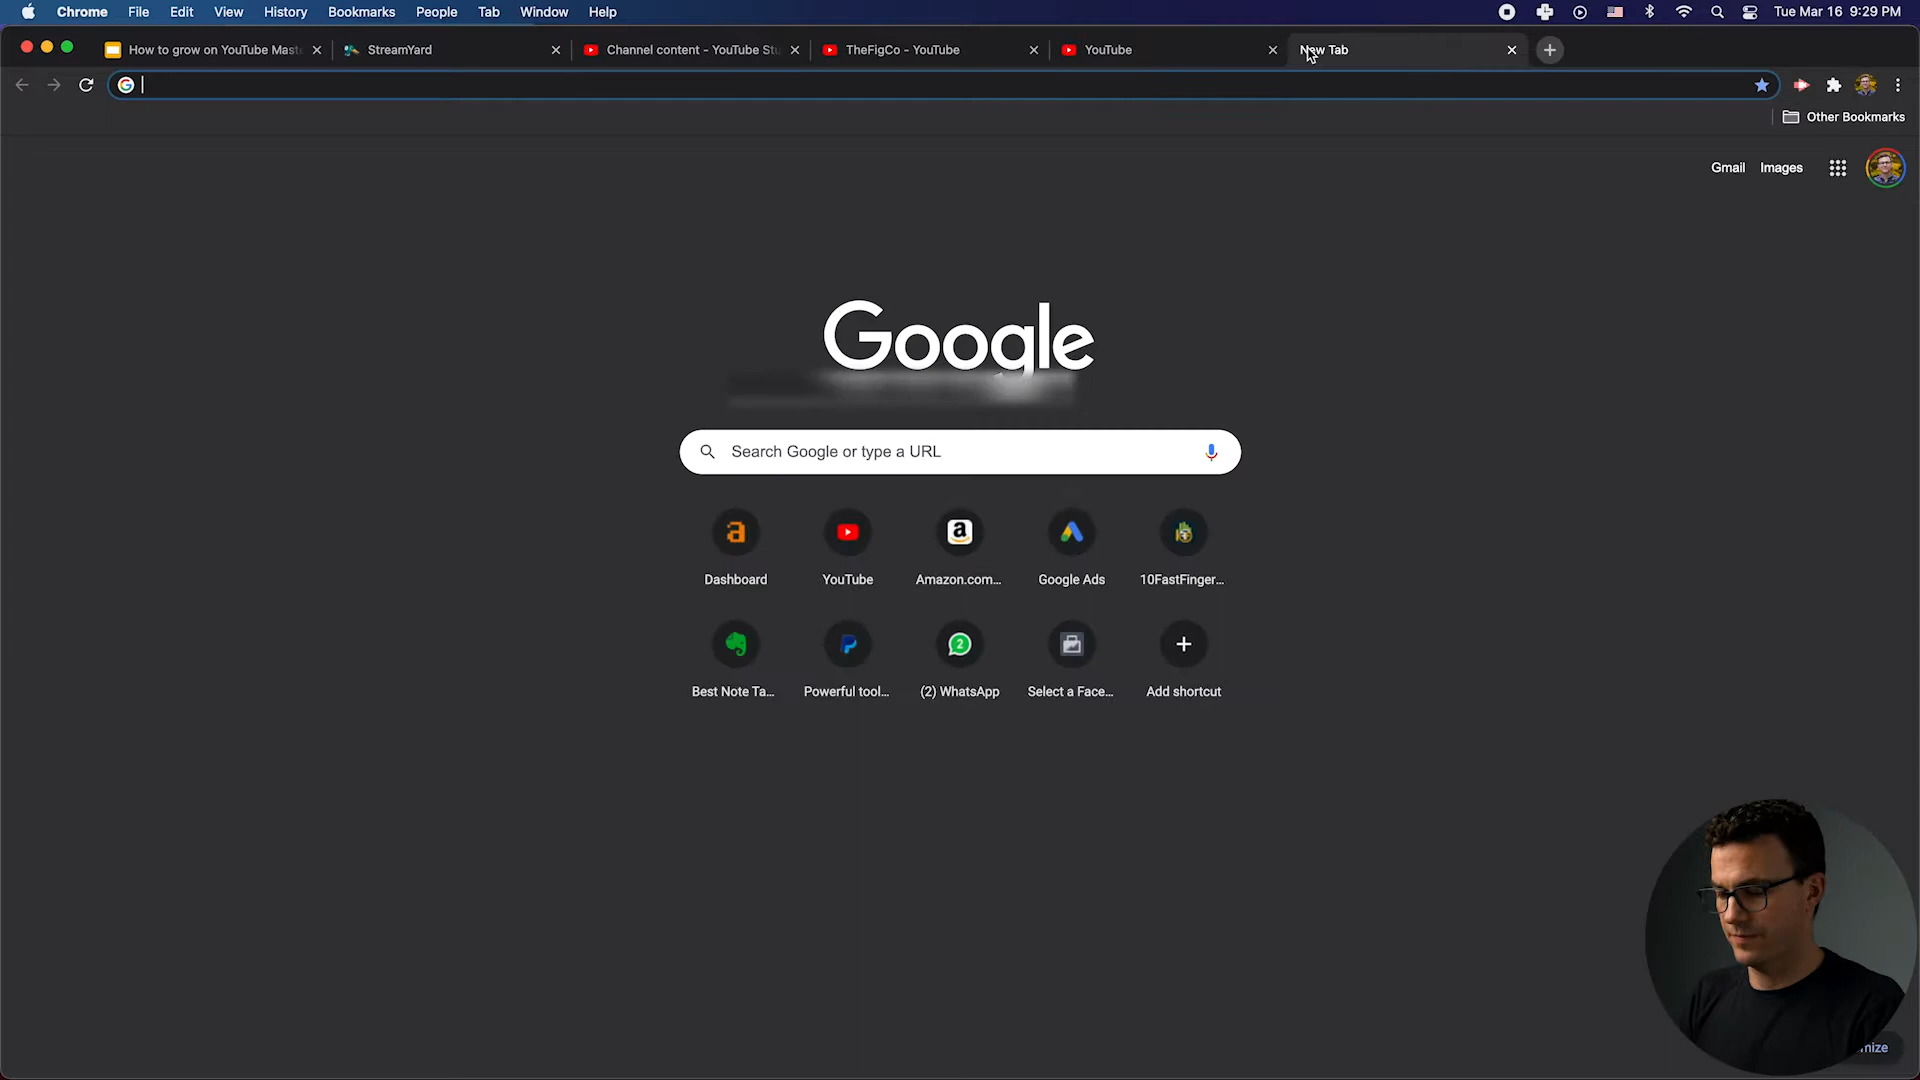 Chrome File Edit View History Bookmarks People Tab Window Help Tue Mar 16 9:29 PM
How to grow on YouTube Mast StreamYard Channel content - YouTube Stu TheFigCo - YouTube YouTube New Tab
Other Bookmarks
Gmail Images
Google
Search Google or type a URL
Dashboard YouTube Amazon.com... Google Ads 10FastFinger...
Best Note Ta... Powerful tool... (2) WhatsApp Select a Face... Add shortcut